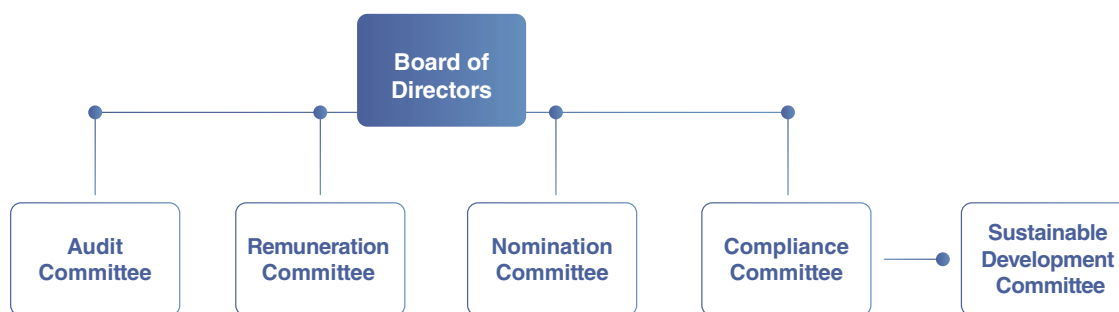 Board of
Directors
Audit
Committee
Remuneration
Committee
Nomination
Committee
Compliance
Committee
Sustainable
Development
Committee